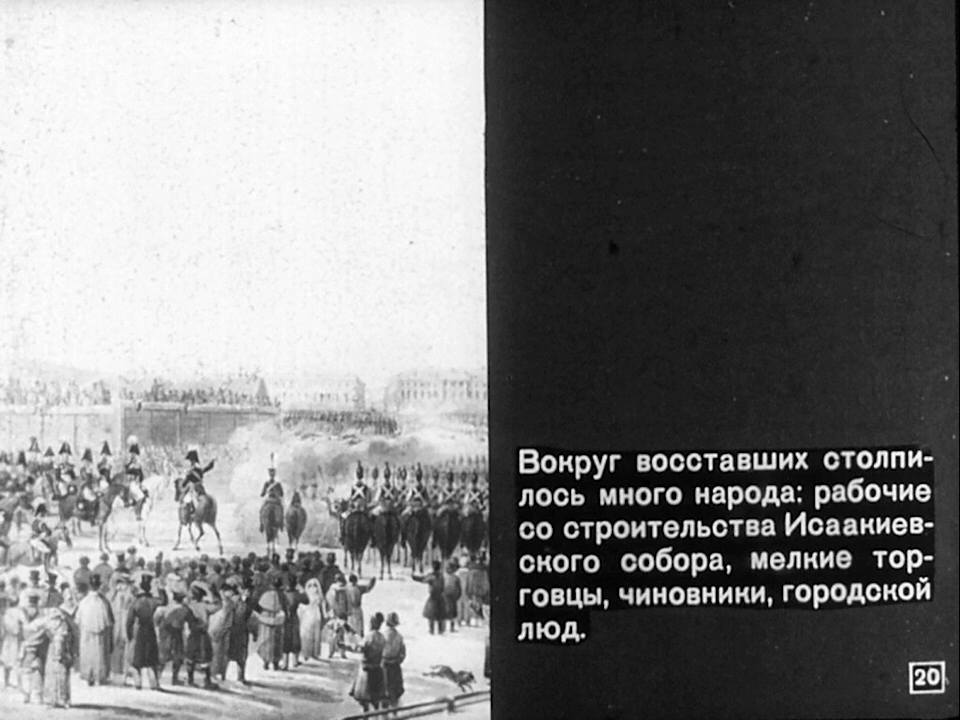 Вокруг восставших столпи-
лось много народа: рабочие
со строительства Исаакиев-
ского собора, мелкие тор-
говцы, чиновники, городской
люд.
20